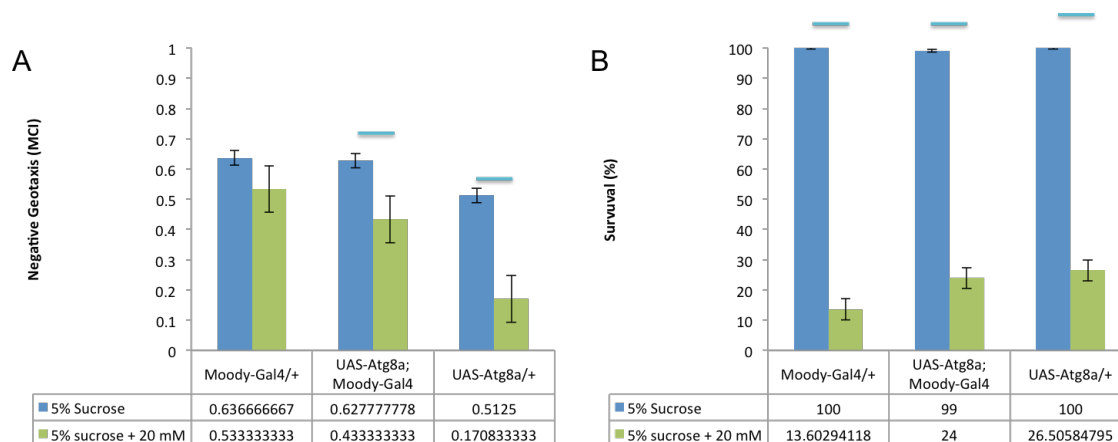 A
Negative Geotaxis (MCI)
1
0.9
0.8
0.7
0.6
0.5
0.4
0.3
0.2
0.1
0
Moody-Gal4/+ UAS-Atg8a; Moody-Gal4 UAS-Atg8a/+
5% Sucrose 0.636666667 0.627777778 0.5125
5% sucrose + 20 mM 0.533333333 0.433333333 0.170833333
B
Survuval (%)
100
90
80
70
60
50
40
30
20
10
0
Moody-Gal4/+ UAS-Atg8a; Moody-Gal4 UAS-Atg8a/+
5% Sucrose 100 99 100
5% sucrose + 20 mM 13.60294118 24 26.50584795